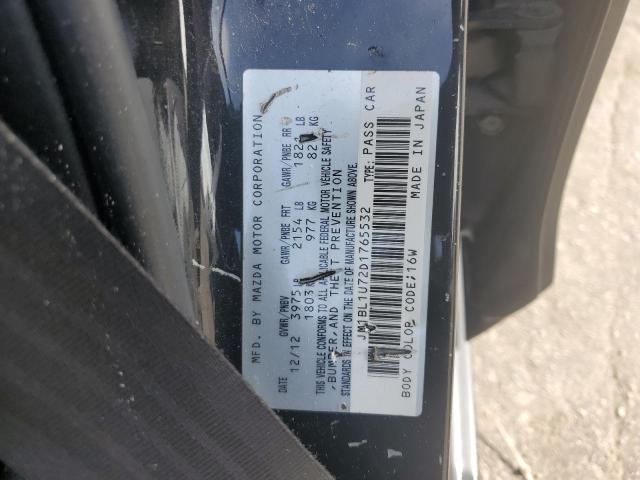 MFD. BY MAZDA MOTOR CORPORATION
DATE GVWR/PNBV GAWR/PNBE FRT GAWR/PNBE RR
12/12 3975 LB 2154 LB LB
1803 977 KG KG
THIS VEHICLE CONFORMS TO ALL APPLICABLE FEDERAL MOTOR VEHICLE SAFETY
, BUMPER, AND THEFT PREVENTION
STANDARDS IN EFFECT ON THE DATE OF MANUFACTURE SHOWN ABOVE.
JM1BL1U72D1765532 TYPE: PASS CAR
BODY COLOR CODE;16W MADE IN JAPAN